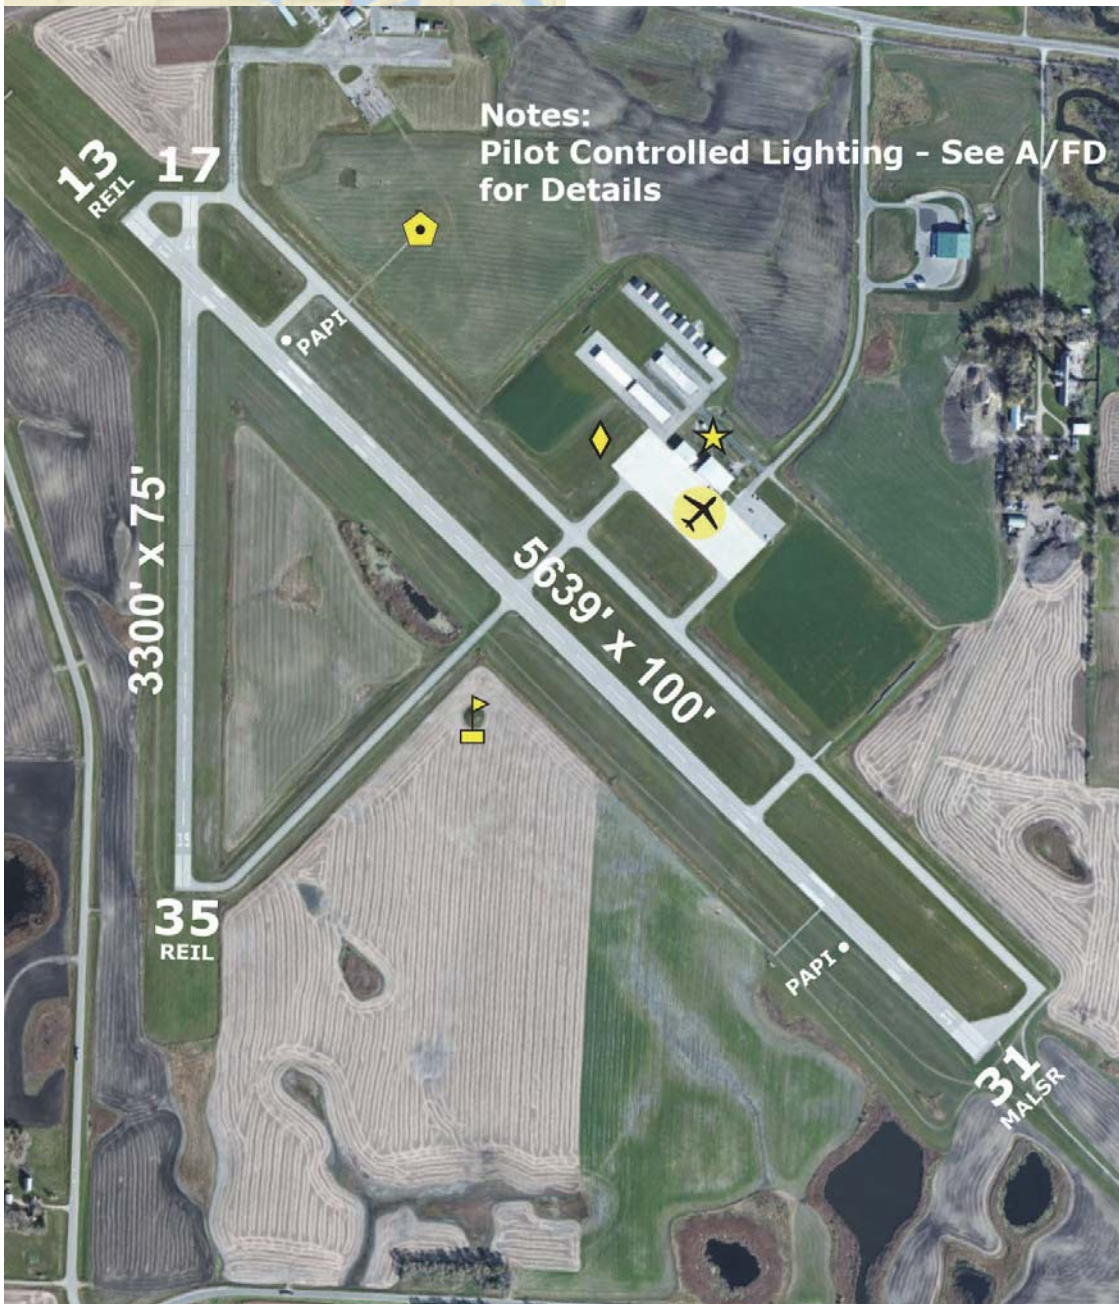 Notes:
Pilot Controlled Lighting - See A/FD
for Details
13
REIL
17
PAPI
3300' x 75'
5639' x 100'
35
35
REIL
PAPI
31
MALSR